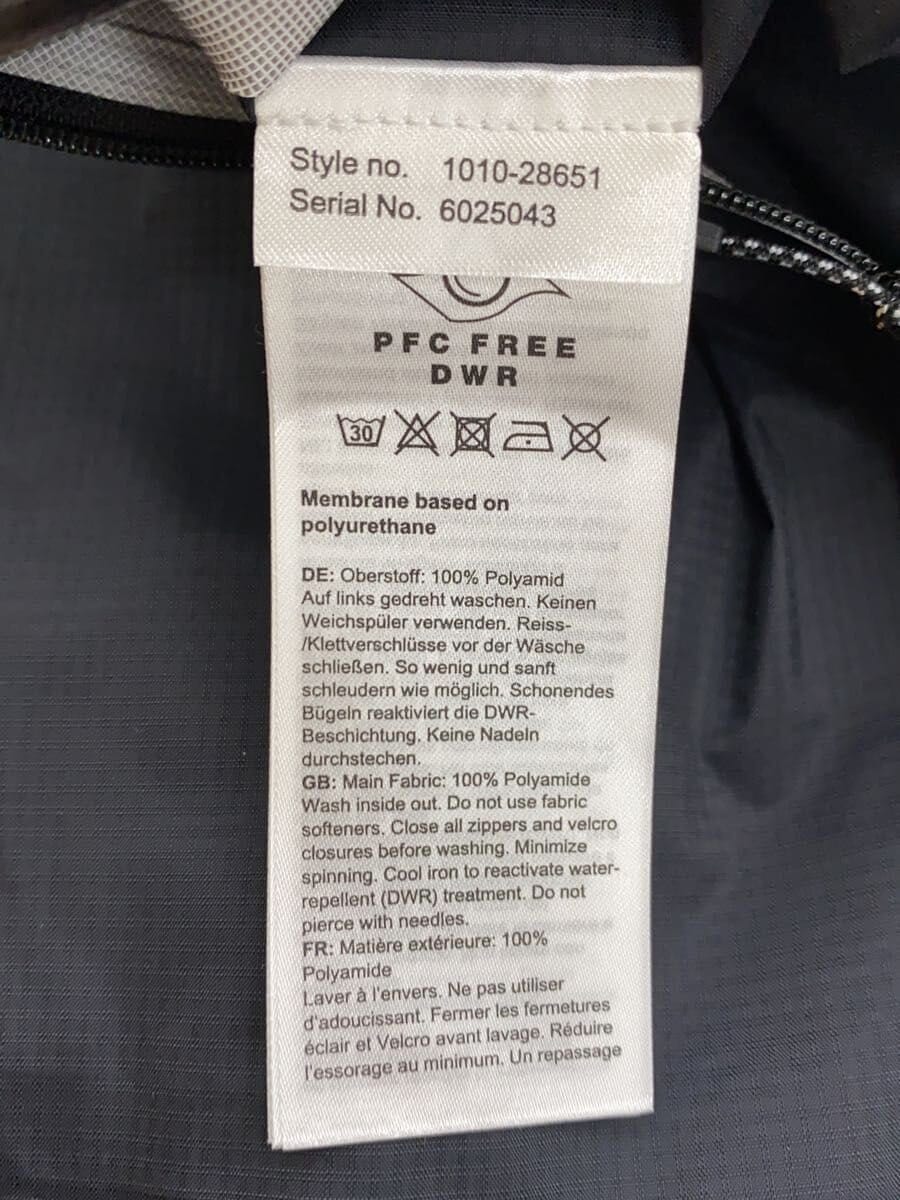 Style no. 1010-28651
Serial No. 6025043
PFC FREE
DWR
30
Membrane based on
polyurethane
DE: Oberstoff: 100% Polyamid
Auf links gedreht waschen. Keinen
Weichspüler verwenden. Reiss-
/Klettverschlüsse vor der Wäsche
schließen. So wenig und sanft
schleudern wie möglich. Schonendes
Bügeln reaktiviert die DWR-
Beschichtung. Keine Nadeln
durchstechen.
GB: Main Fabric: 100% Polyamide
Wash inside out. Do not use fabric
softeners. Close all zippers and velcro
closures before washing. Minimize
spinning. Cool iron to reactivate water-
repellent (DWR) treatment. Do not
pierce with needles.
FR: Matière extérieure: 100%
Polyamide
Laver à l'envers. Ne pas utiliser
d'adoucissant. Fermer les fermetures
éclair et Velcro avant lavage. Réduire
l'essorage au minimum. Un repassage